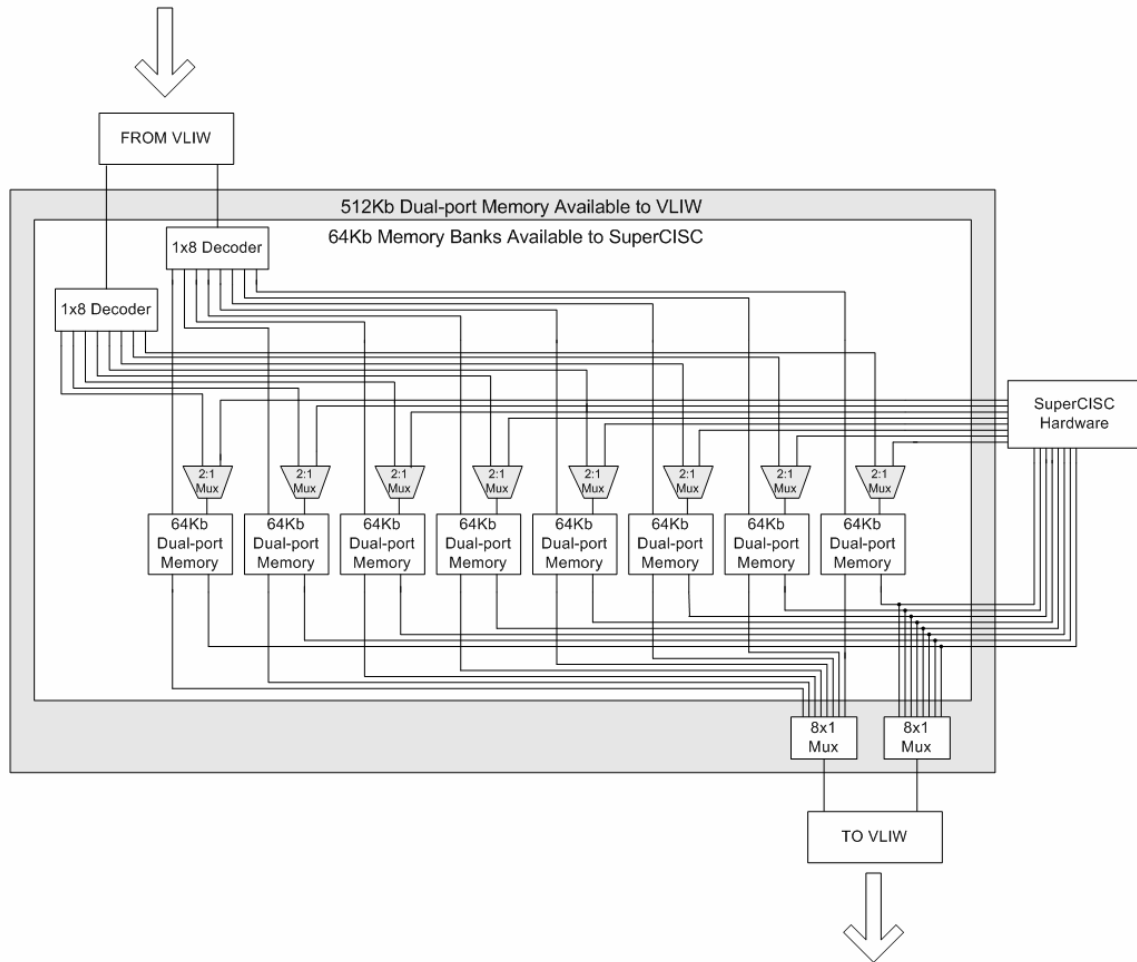 FROM VLIW
512Kb Dual-port Memory Available to VLIW
64Kb Memory Banks Available to SuperCISC
1x8 Decoder
1x8 Decoder
SuperCISC
Hardware
2:1
Mux
2:1
Mux
2:1
Mux
2:1
Mux
2:1
Mux
2:1
Mux
2:1
Mux
2:1
Mux
64Kb
Dual-port
Memory
64Kb
Dual-port
Memory
64Kb
Dual-port
Memory
64Kb
Dual-port
Memory
64Kb
Dual-port
Memory
64Kb
Dual-port
Memory
64Kb
Dual-port
Memory
64Kb
Dual-port
Memory
8x1
Mux
8x1
Mux
TO VLIW